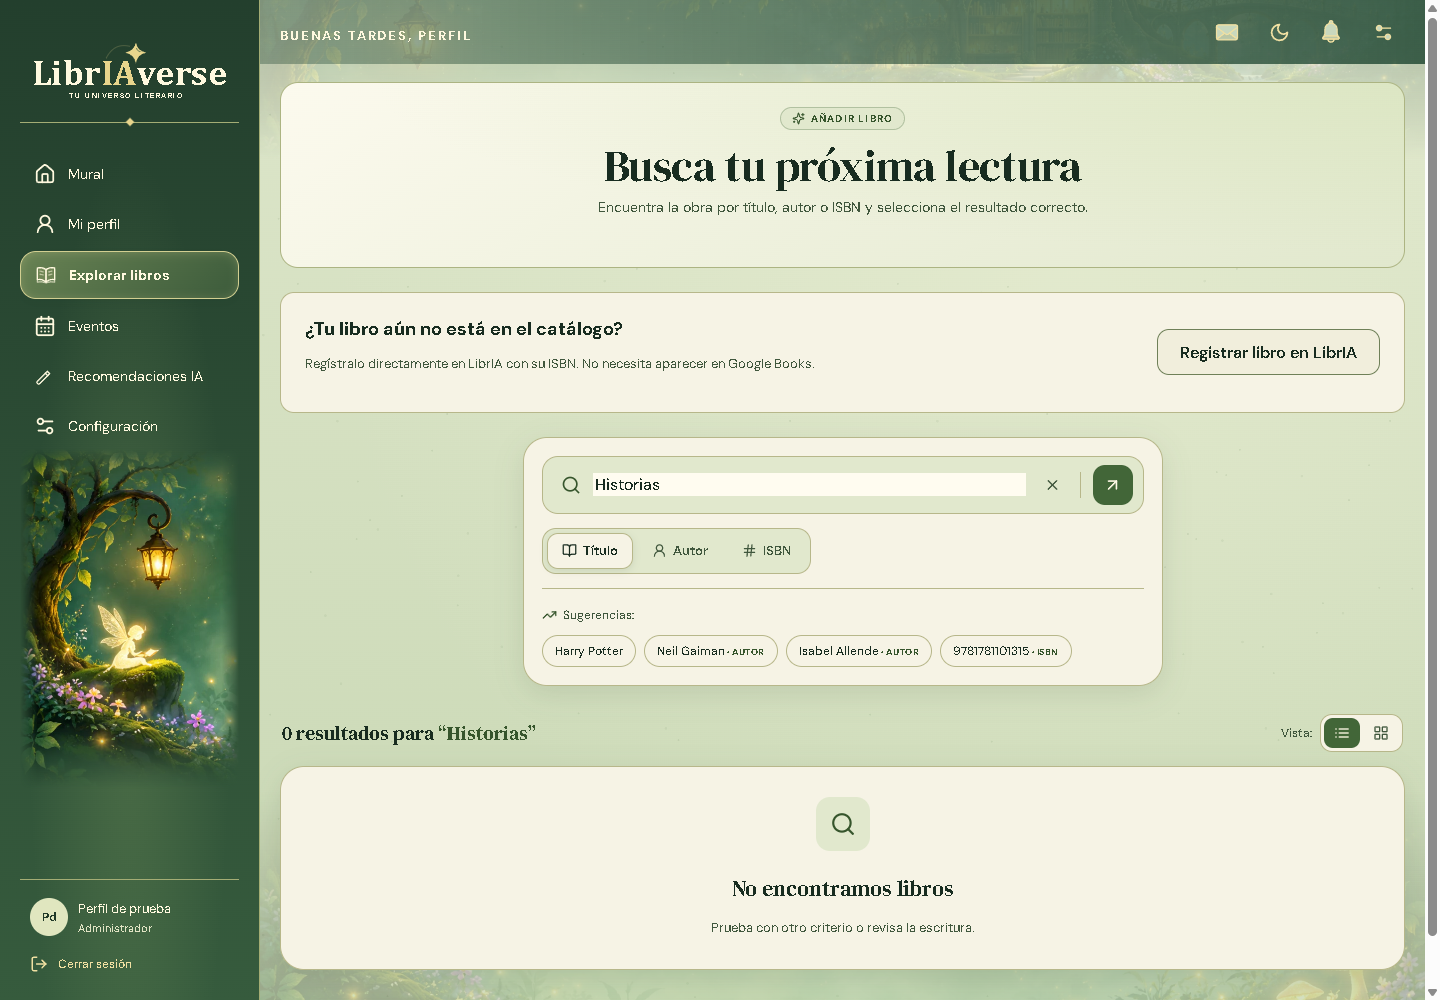 LibrIAverse
TU UNIVERSO LITERARIO
Mural
Mi perfil
Explorar libros
Eventos
Recomendaciones IA
Configuración
Pd
Perfil de prueba
Administrador
Cerrar sesión
BUENAS TARDES, PERFIL
AÑADIR LIBRO
Busca tu próxima lectura
Encuentra la obra por título, autor o ISBN y selecciona el resultado correcto.
¿Tu libro aún no está en el catálogo?
Regístralo directamente en LibrIA con su ISBN. No necesita aparecer en Google Books.
Registrar libro en LibrIA
Historias
Título
Autor
ISBN
Sugerencias:
Harry Potter
Neil Gaiman · AUTOR
Isabel Allende · AUTOR
9781781101315 · ISBN
0 resultados para “Historias”
Vista:
No encontramos libros
Prueba con otro criterio o revisa la escritura.